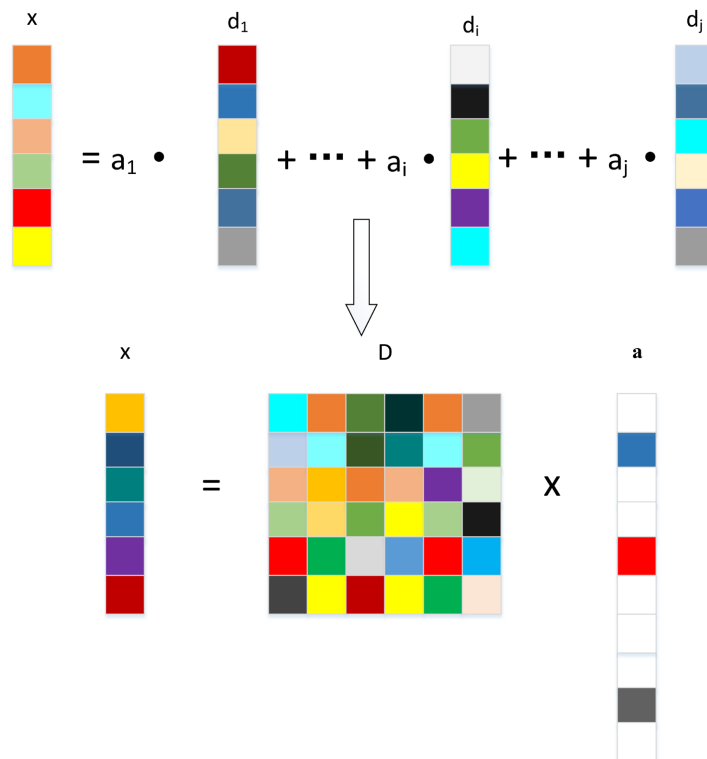 x d₁ dᵢ dⱼ
= a₁ • + ··· + aᵢ • + ··· + aⱼ •
x D a
= x